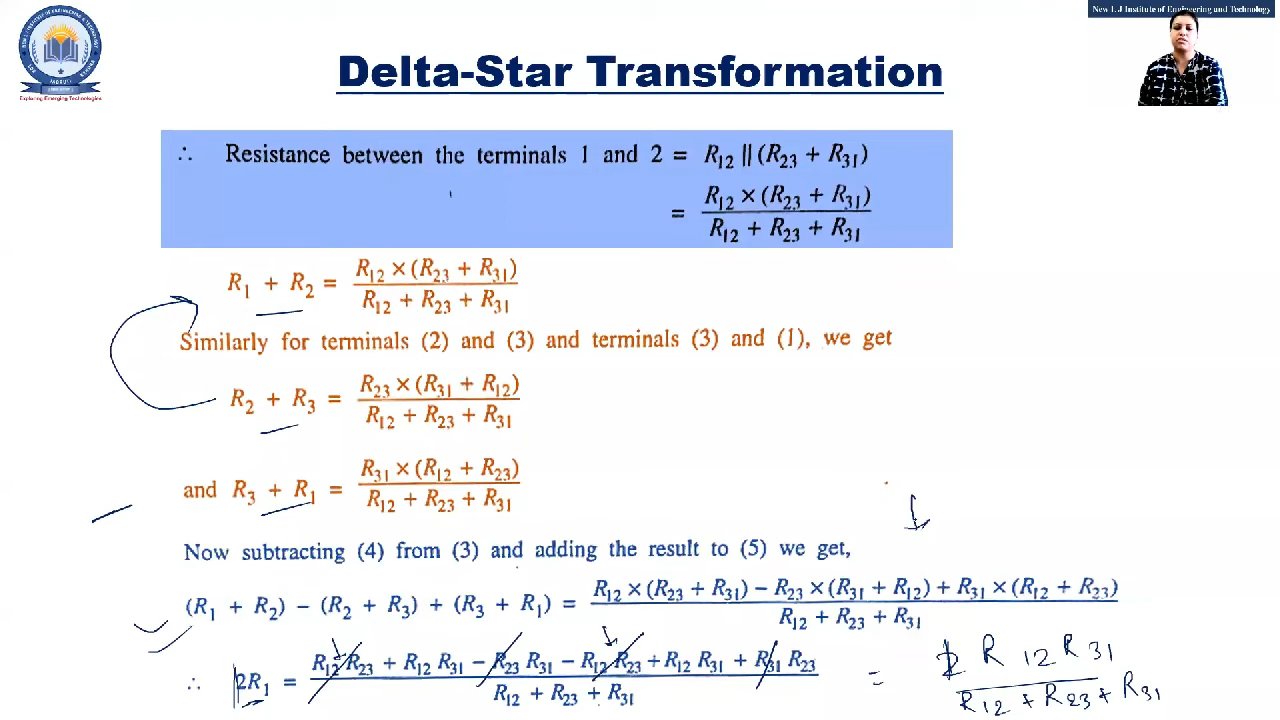 New L J Institute of Engineering and Technology
Exploring Emerging Technologies
Delta-Star Transformation
∴ Resistance between the terminals 1 and 2 = R₁₂ || (R₂₃ + R₃₁)
= R₁₂ × (R₂₃ + R₃₁) / R₁₂ + R₂₃ + R₃₁
R₁ + R₂ = R₁₂ × (R₂₃ + R₃₁) / R₁₂ + R₂₃ + R₃₁
Similarly for terminals (2) and (3) and terminals (3) and (1), we get
R₂ + R₃ = R₂₃ × (R₃₁ + R₁₂) / R₁₂ + R₂₃ + R₃₁
and R₃ + R₁ = R₃₁ × (R₁₂ + R₂₃) / R₁₂ + R₂₃ + R₃₁
Now subtracting (4) from (3) and adding the result to (5) we get,
(R₁ + R₂) − (R₂ + R₃) + (R₃ + R₁) = R₁₂ × (R₂₃ + R₃₁) − R₂₃ × (R₃₁ + R₁₂) + R₃₁ × (R₁₂ + R₂₃) / R₁₂ + R₂₃ + R₃₁
∴ 2R₁ = R₁₂ R₂₃ + R₁₂ R₃₁ − R₂₃ R₃₁ − R₁₂ R₂₃ + R₁₂ R₃₁ + R₃₁ R₂₃ / R₁₂ + R₂₃ + R₃₁ = 2 R₁₂ R₃₁ / R₁₂ + R₂₃ + R₃₁